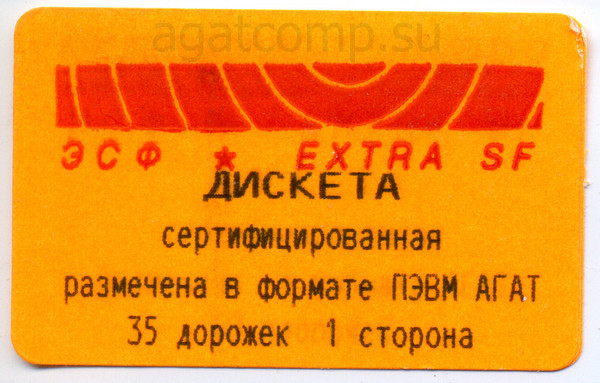 agatcomp.su
ЭСФ * EXTRA SF
ДИСКЕТА
сертифицированная
размечена в формате ПЭВМ АГАТ
35 дорожек 1 сторона